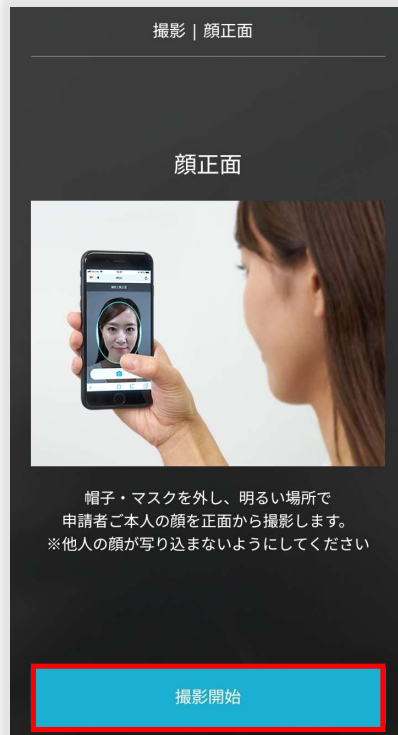 撮影 | 顔正面
顔正面
帽子・マスクを外し、明るい場所で
申請者ご本人の顔を正面から撮影します。
※他人の顔が写り込まないようにしてください
撮影開始